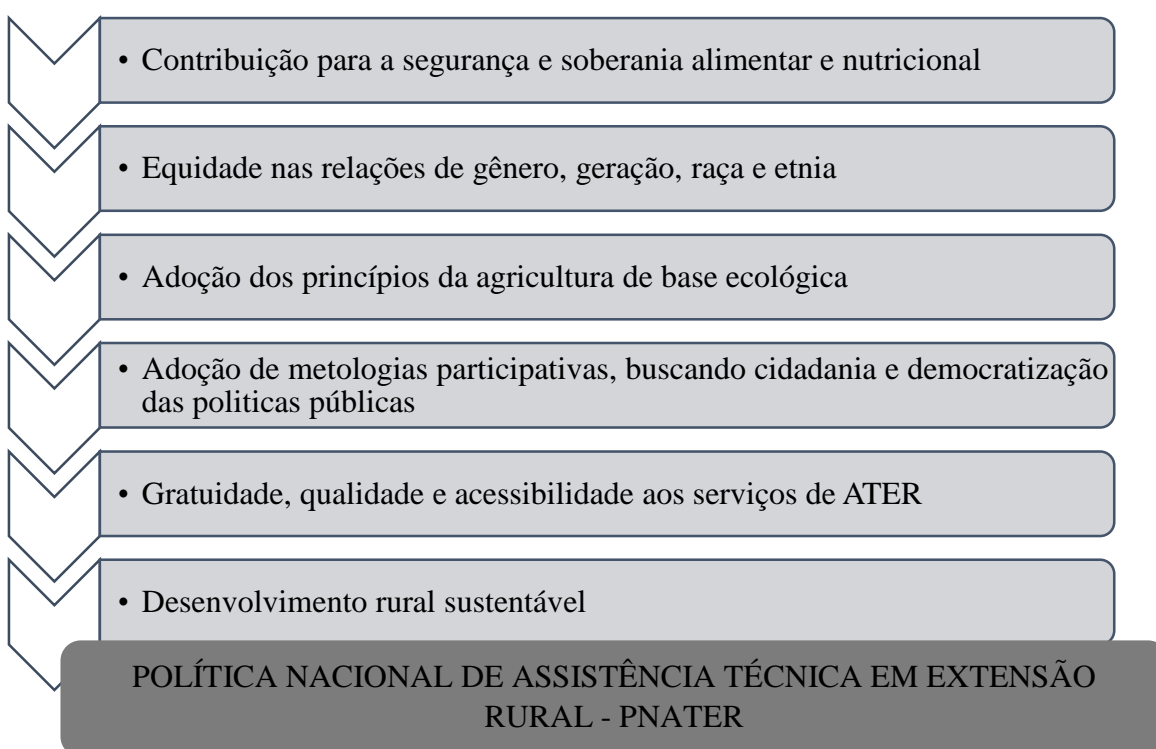 • Contribuição para a segurança e soberania alimentar e nutricional
• Equidade nas relações de gênero, geração, raça e etnia
• Adoção dos princípios da agricultura de base ecológica
• Adoção de metologias participativas, buscando cidadania e democratização
das politicas públicas
• Gratuidade, qualidade e acessibilidade aos serviços de ATER
• Desenvolvimento rural sustentável
POLÍTICA NACIONAL DE ASSISTÊNCIA TÉCNICA EM EXTENSÃO
RURAL - PNATER